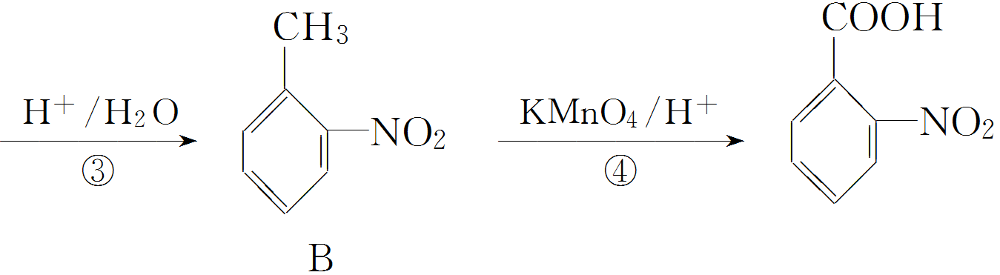 H⁺/H₂O
③
CH₃
NO₂
B
KMnO₄/H⁺
④
COOH
NO₂